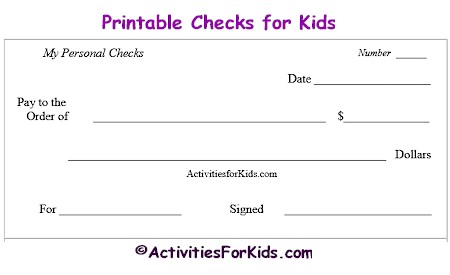 Printable Checks for Kids
My Personal Checks Number
Date
Pay to the
Order of $
Dollars
ActivitiesforKids.com
For Signed
©ActivitiesForKids.com